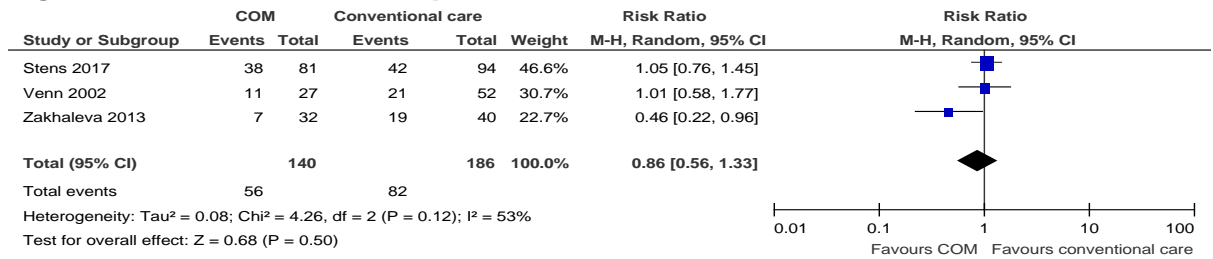 COM Conventional care Risk Ratio Risk Ratio
Study or Subgroup Events Total Events Total Weight M-H, Random, 95% CI M-H, Random, 95% CI
Stens 2017 38 81 42 94 46.6% 1.05 [0.76, 1.45]
Venn 2002 11 27 21 52 30.7% 1.01 [0.58, 1.77]
Zakhaleva 2013 7 32 19 40 22.7% 0.46 [0.22, 0.96]
Total (95% CI) 140 186 100.0% 0.86 [0.56, 1.33]
Total events 56 82
Heterogeneity: Tau² = 0.08; Chi² = 4.26, df = 2 (P = 0.12); I² = 53%
Test for overall effect: Z = 0.68 (P = 0.50)
0.01 0.1 1 10 100
Favours COM Favours conventional care